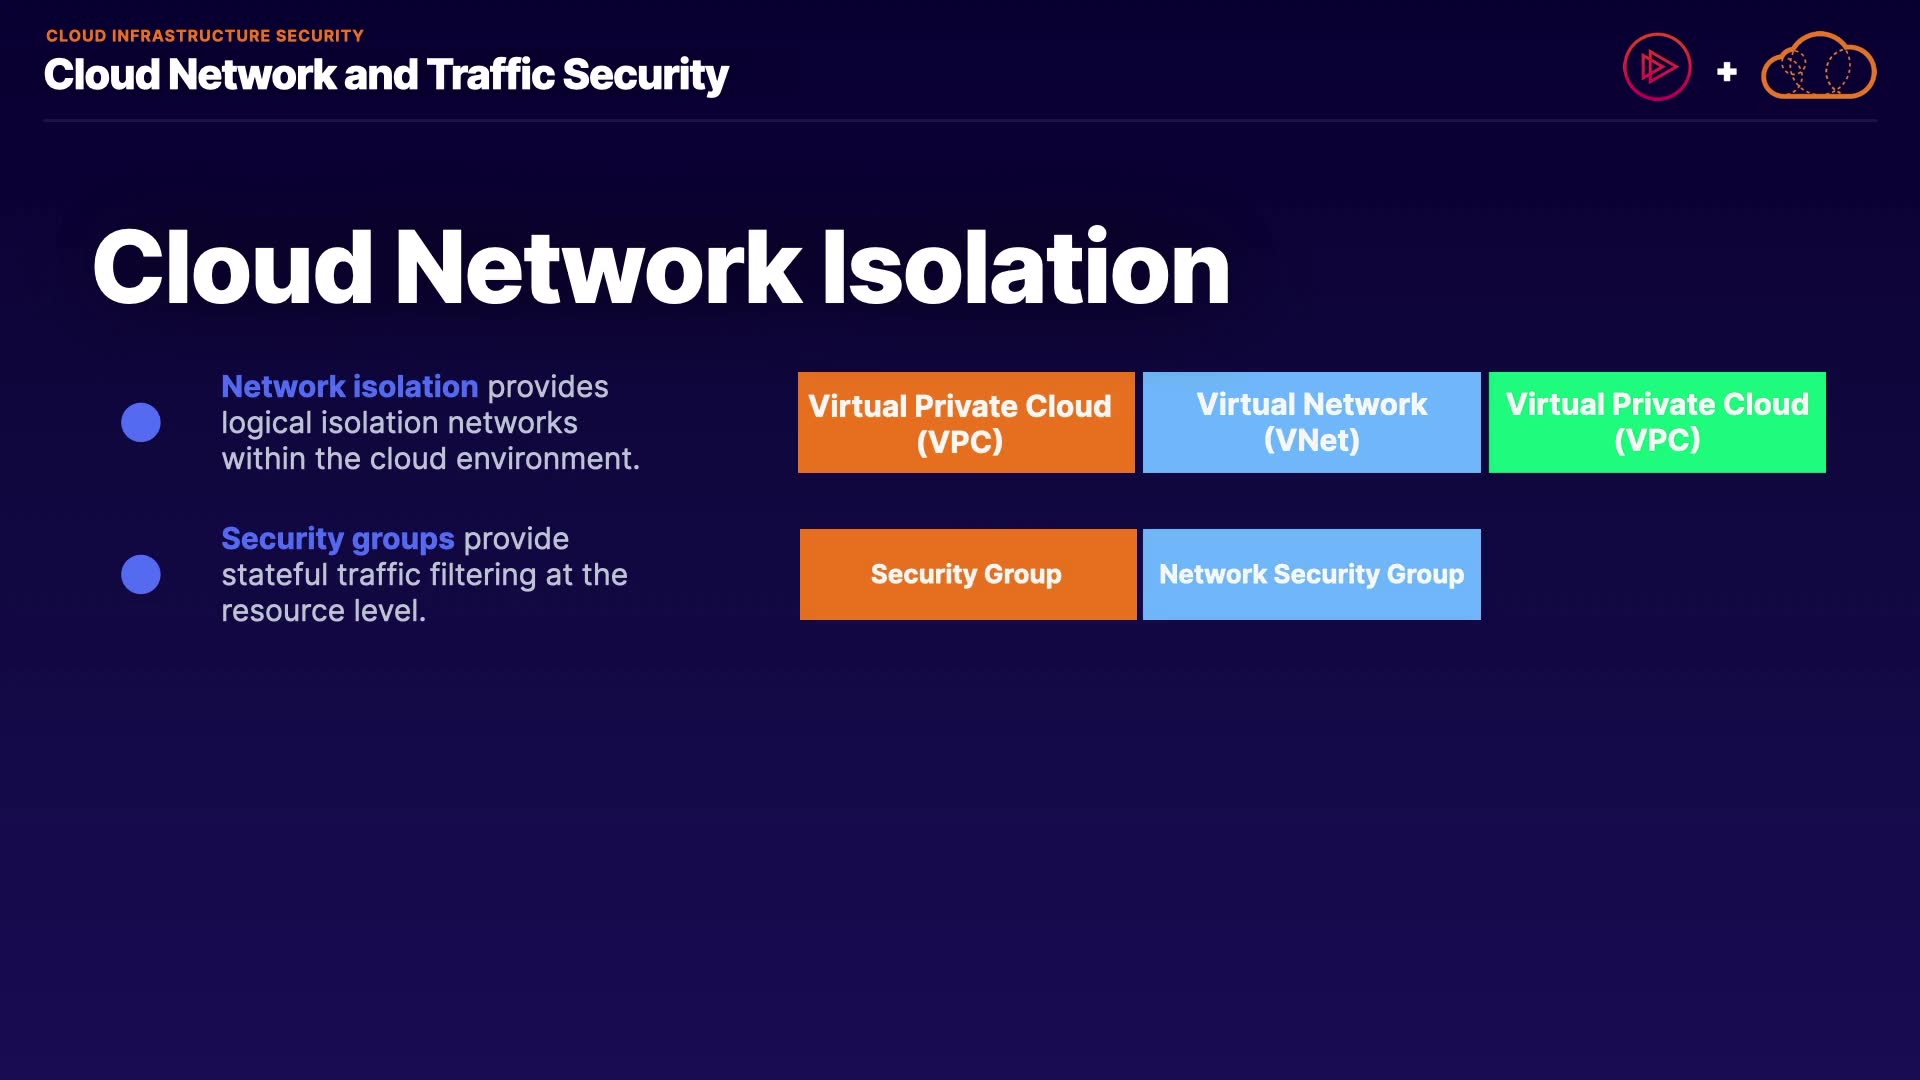 CLOUD INFRASTRUCTURE SECURITY
Cloud Network and Traffic Security
+
Cloud Network Isolation
Network isolation provides
logical isolation networks
within the cloud environment.
Virtual Private Cloud
(VPC)
Virtual Network
(VNet)
Virtual Private Cloud
(VPC)
Security groups provide
stateful traffic filtering at the
resource level.
Security Group
Network Security Group